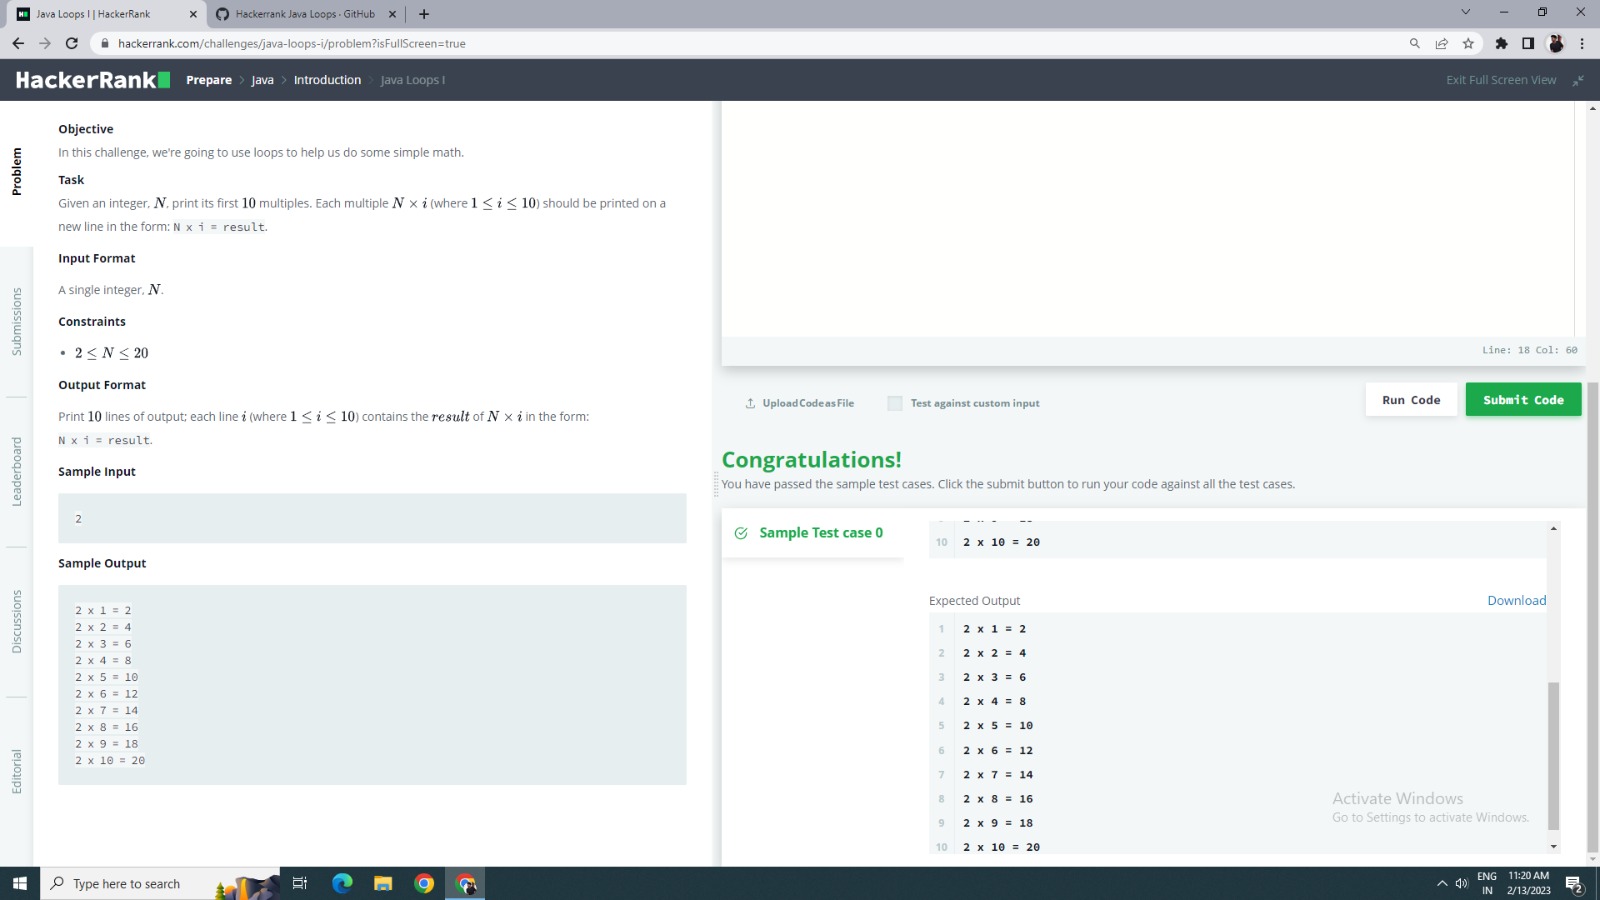 Java Loops I | HackerRank
Hackerrank Java Loops · GitHub
hackerrank.com/challenges/java-loops-i/problem?isFullScreen=true
HackerRank
Prepare > Java > Introduction > Java Loops I
Exit Full Screen View
Problem
Submissions
Leaderboard
Discussions
Editorial
Objective
In this challenge, we're going to use loops to help us do some simple math.
Task
Given an integer, N, print its first 10 multiples. Each multiple N × i (where 1 ≤ i ≤ 10) should be printed on a
new line in the form: N x i = result.
Input Format
A single integer, N.
Constraints
• 2 ≤ N ≤ 20
Output Format
Print 10 lines of output; each line i (where 1 ≤ i ≤ 10) contains the result of N × i in the form:
N x i = result.
Sample Input
2
Sample Output
2 x 1 = 2
2 x 2 = 4
2 x 3 = 6
2 x 4 = 8
2 x 5 = 10
2 x 6 = 12
2 x 7 = 14
2 x 8 = 16
2 x 9 = 18
2 x 10 = 20
Line: 18 Col: 60
Upload Code as File
Test against custom input
Run Code
Submit Code
Congratulations!
You have passed the sample test cases. Click the submit button to run your code against all the test cases.
Sample Test case 0
10 2 x 10 = 20
Expected Output
Download
1 2 x 1 = 2
2 2 x 2 = 4
3 2 x 3 = 6
4 2 x 4 = 8
5 2 x 5 = 10
6 2 x 6 = 12
7 2 x 7 = 14
8 2 x 8 = 16
9 2 x 9 = 18
10 2 x 10 = 20
Activate Windows
Go to Settings to activate Windows.
Type here to search
ENG
IN
11:20 AM
2/13/2023
2